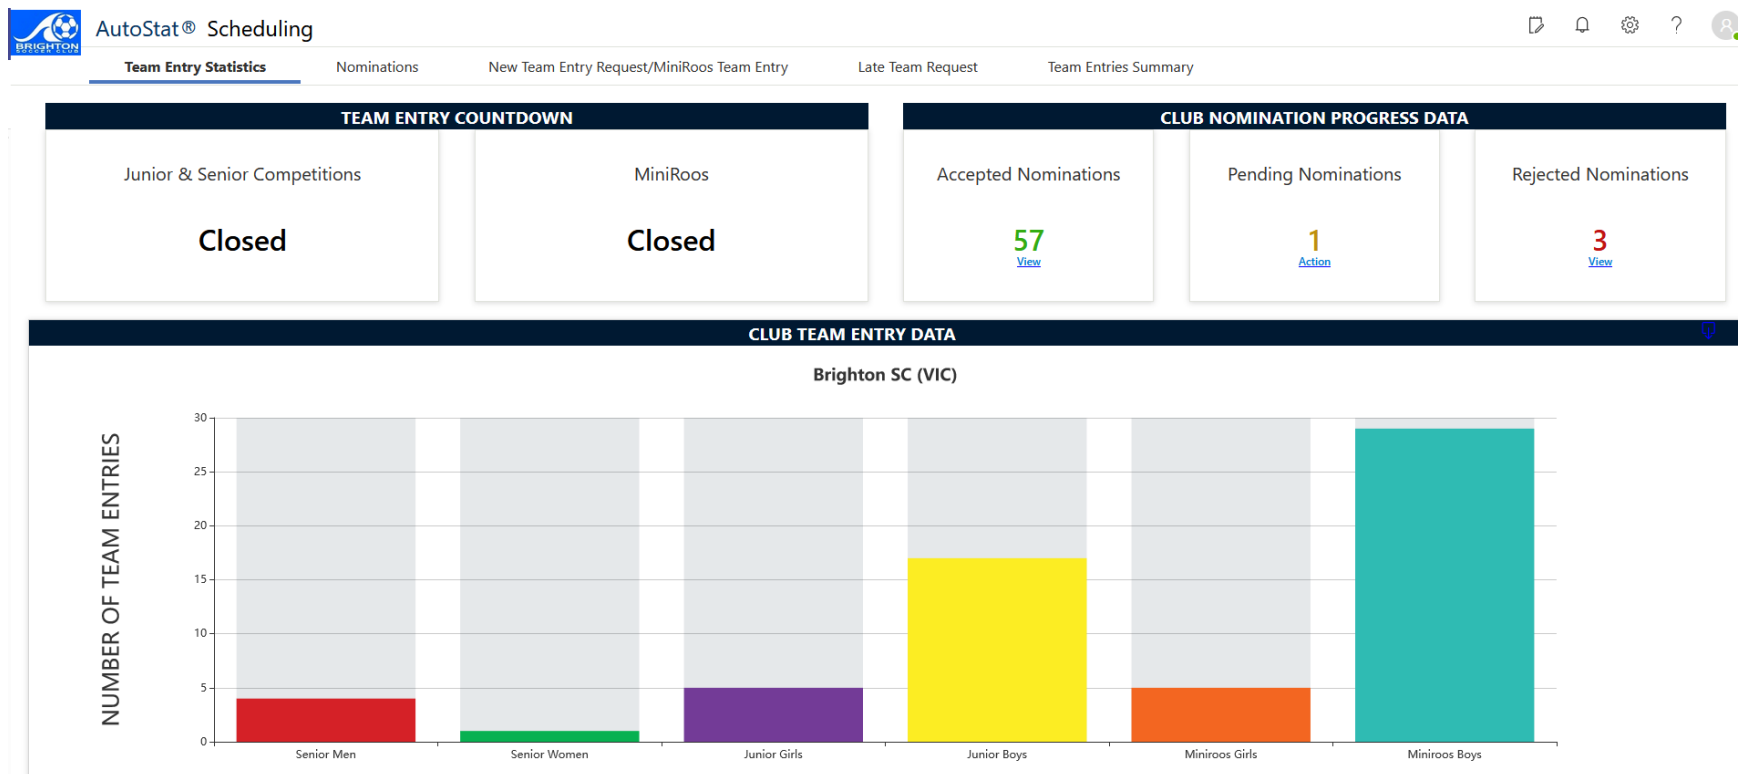 BRIGHTON
SOCCER CLUB
AutoStat® Scheduling
Team Entry Statistics Nominations New Team Entry Request/MiniRoos Team Entry Late Team Request Team Entries Summary
TEAM ENTRY COUNTDOWN
Junior & Senior Competitions
Closed
MiniRoos
Closed
CLUB NOMINATION PROGRESS DATA
Accepted Nominations
57
View
Pending Nominations
1
Action
Rejected Nominations
3
View
CLUB TEAM ENTRY DATA
Brighton SC (VIC)
NUMBER OF TEAM ENTRIES
30
25
20
15
10
5
0
Senior Men Senior Women Junior Girls Junior Boys Miniroos Girls Miniroos Boys